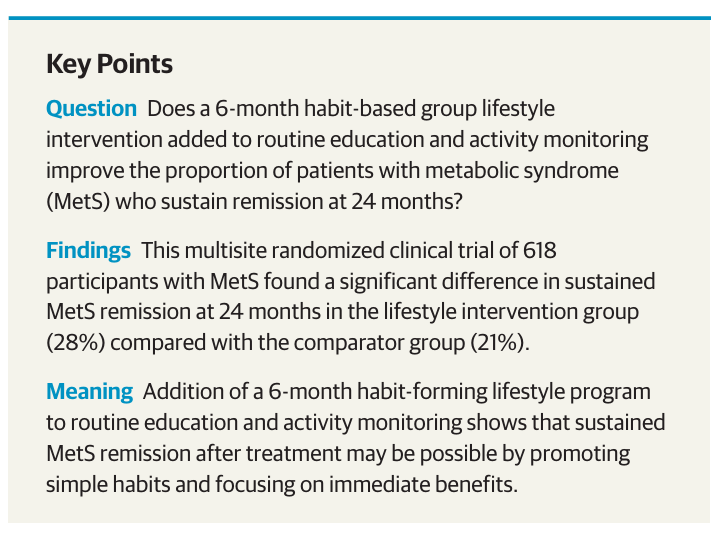 Key Points
Question Does a 6-month habit-based group lifestyle
intervention added to routine education and activity monitoring
improve the proportion of patients with metabolic syndrome
(MetS) who sustain remission at 24 months?
Findings This multisite randomized clinical trial of 618
participants with MetS found a significant difference in sustained
MetS remission at 24 months in the lifestyle intervention group
(28%) compared with the comparator group (21%).
Meaning Addition of a 6-month habit-forming lifestyle program
to routine education and activity monitoring shows that sustained
MetS remission after treatment may be possible by promoting
simple habits and focusing on immediate benefits.